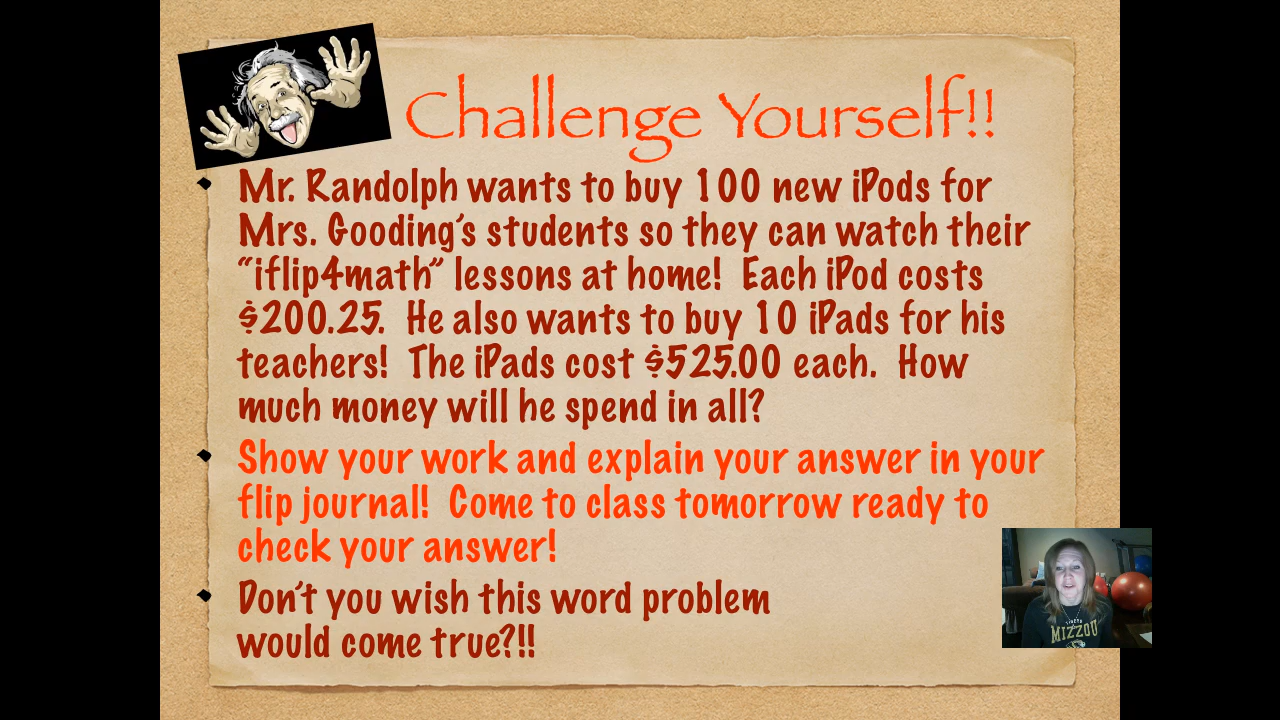 Challenge Yourself!!
• Mr. Randolph wants to buy 100 new iPods for
Mrs. Gooding's students so they can watch their
"iflip4math" lessons at home!  Each iPod costs
$200.25.  He also wants to buy 10 iPads for his
teachers!  The iPads cost $525.00 each.  How
much money will he spend in all?
• Show your work and explain your answer in your
flip journal!  Come to class tomorrow ready to
check your answer!
• Don't you wish this word problem
would come true?!!
TIGERS
MIZZOU